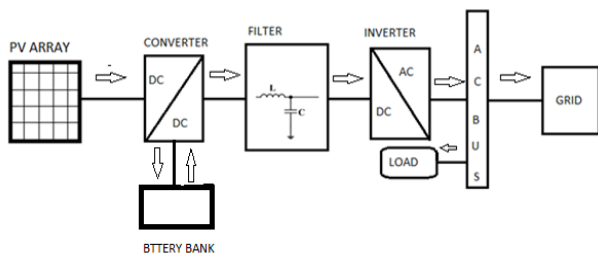 PV ARRAY
CONVERTER
DC
DC
BTTERY BANK
FILTER
L
C
INVERTER
AC
DC
LOAD
A
C
B
U
S
GRID